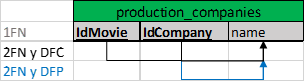 production_companies
1FN IdMovie IdCompany name
2FN y DFC
2FN y DFP